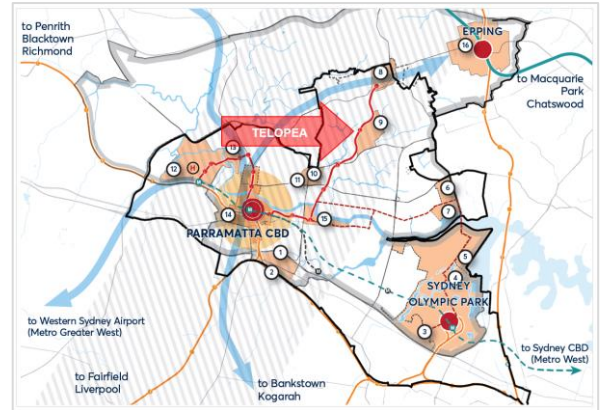 to Penrith
Blacktown
Richmond
EPPING
16
to Macquarie
Park
Chatswood
8
TELOPEA
9
13
12
H
11
10
6
7
14
15
PARRAMATTA CBD
1
2
5
4
SYDNEY
OLYMPIC PARK
3
to Western Sydney Airport
(Metro Greater West)
to Sydney CBD
(Metro West)
to Fairfield
Liverpool
to Bankstown
Kogarah